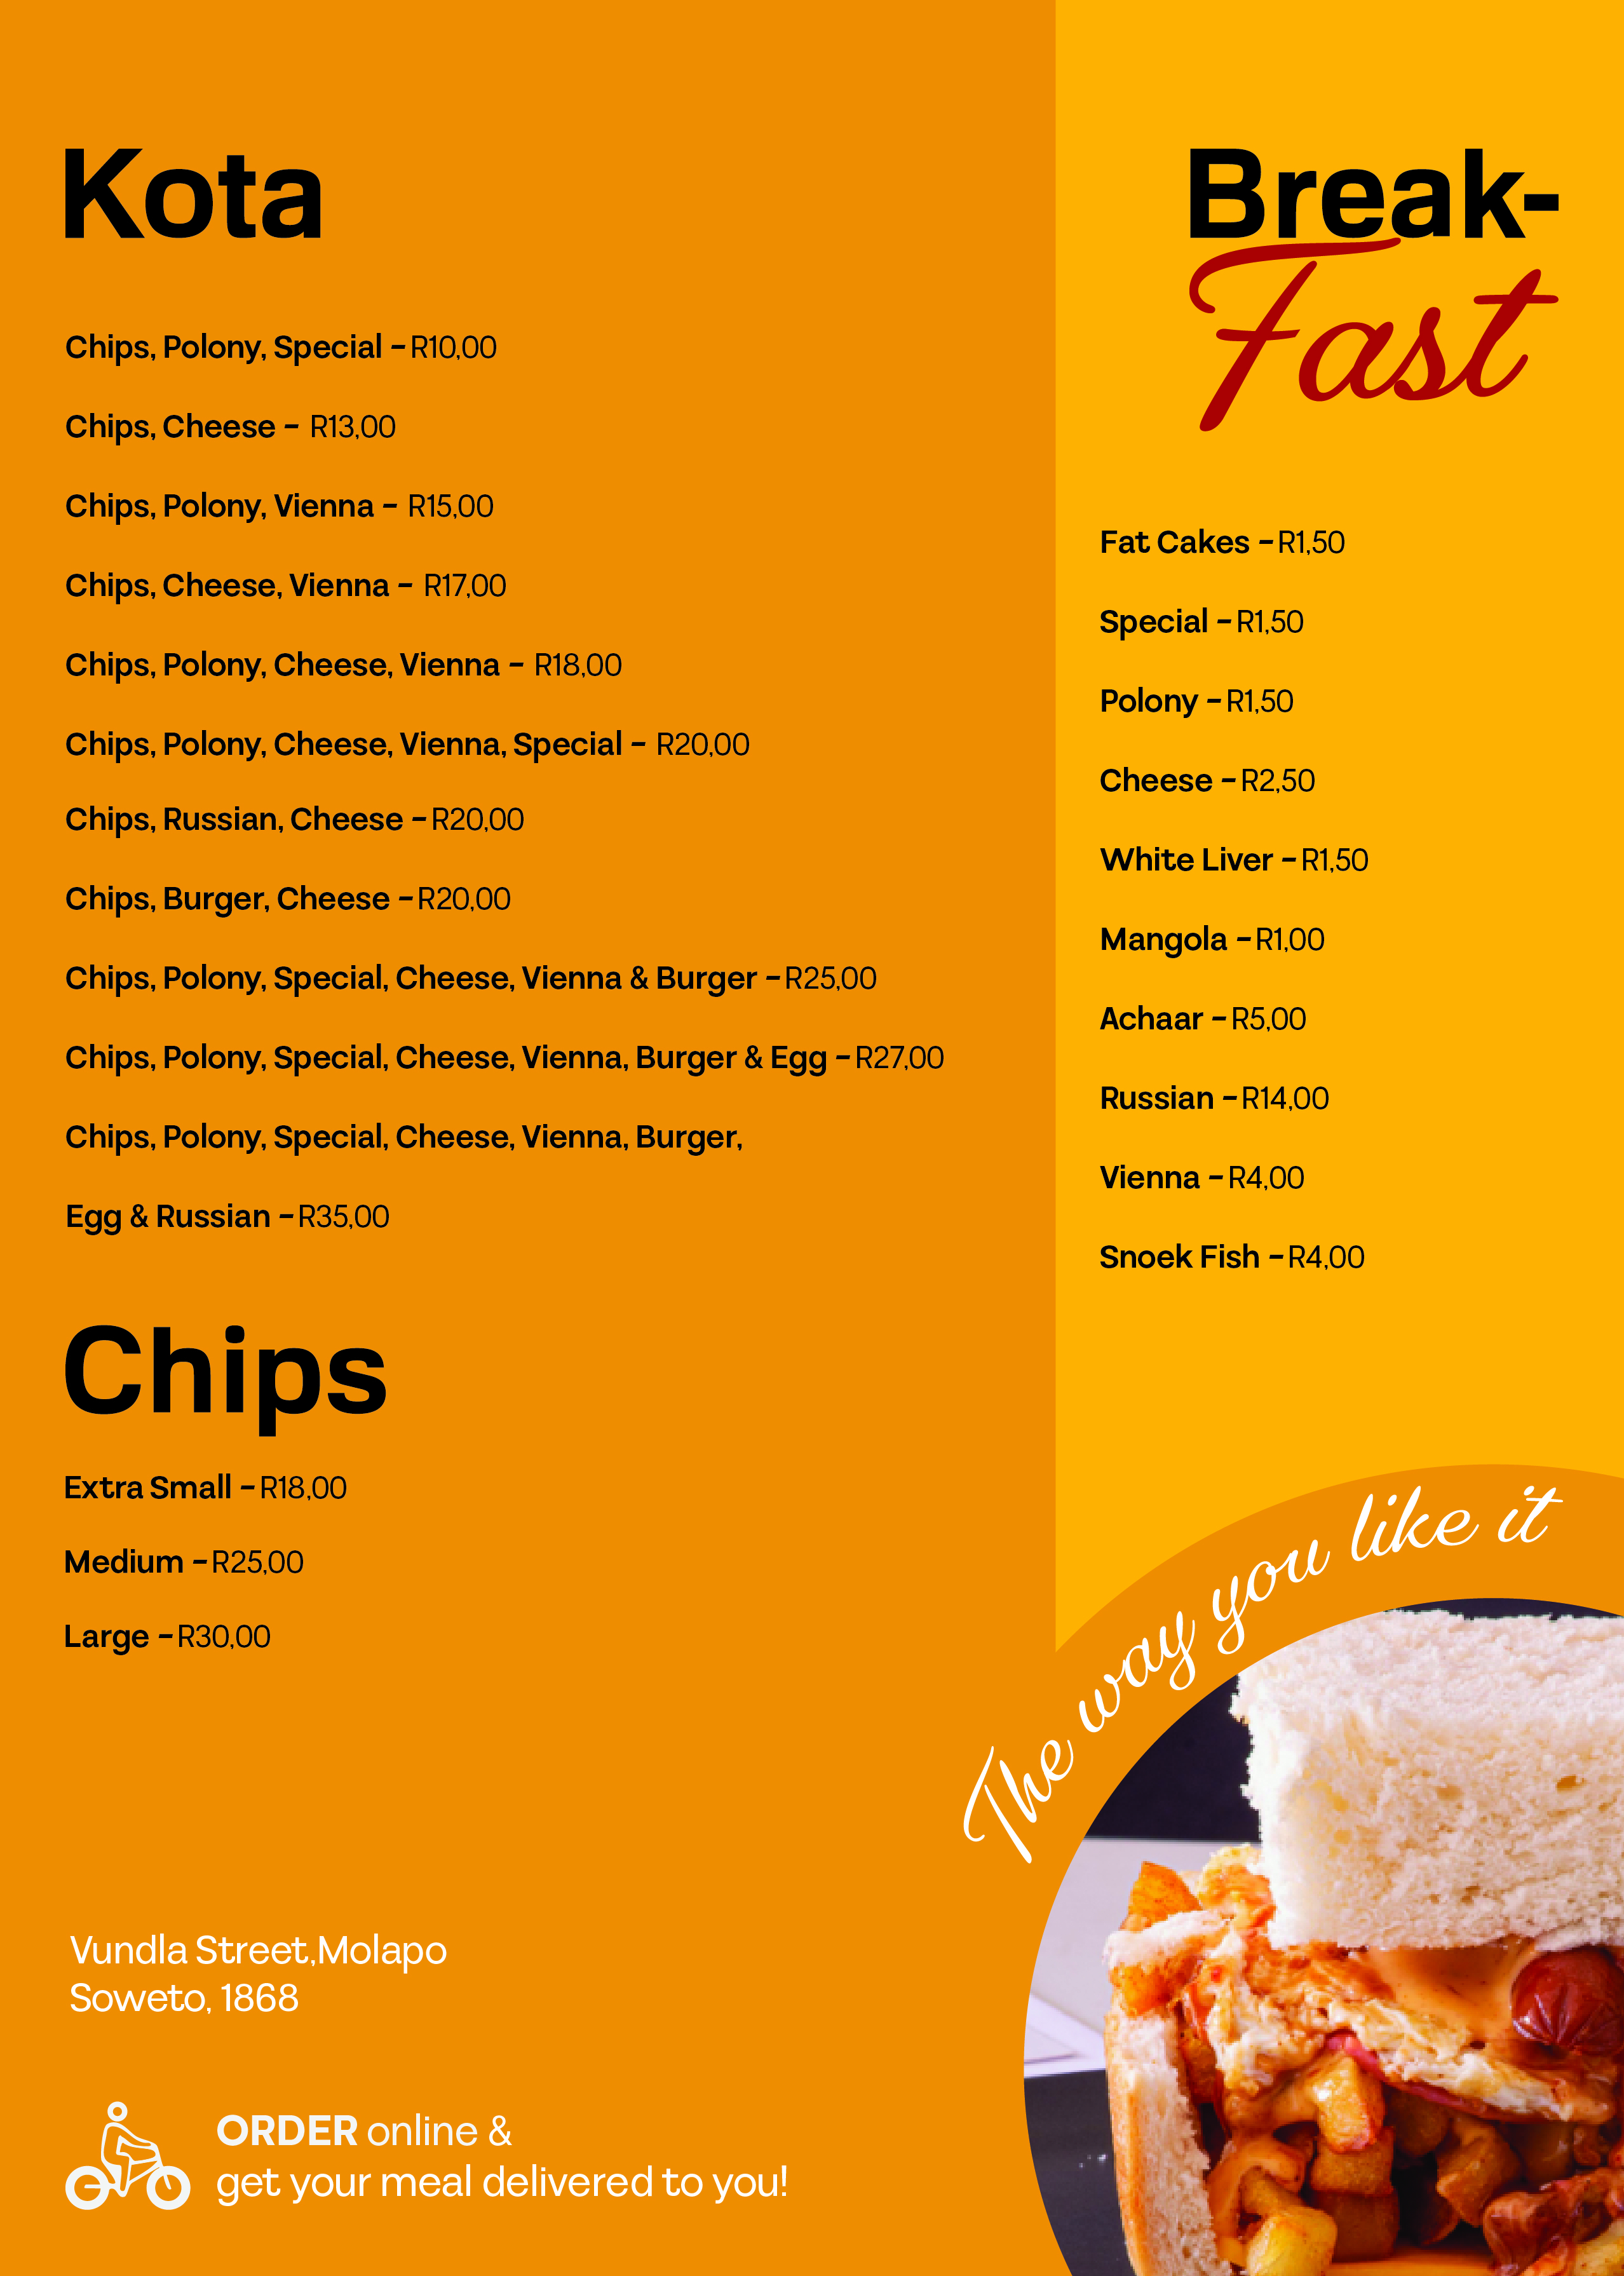 Kota
Chips, Polony, Special – R10,00
Chips, Cheese – R13,00
Chips, Polony, Vienna – R15,00
Chips, Cheese, Vienna – R17,00
Chips, Polony, Cheese, Vienna – R18,00
Chips, Polony, Cheese, Vienna, Special – R20,00
Chips, Russian, Cheese – R20,00
Chips, Burger, Cheese – R20,00
Chips, Polony, Special, Cheese, Vienna & Burger – R25,00
Chips, Polony, Special, Cheese, Vienna, Burger & Egg – R27,00
Chips, Polony, Special, Cheese, Vienna, Burger,
Egg & Russian – R35,00
Chips
Extra Small – R18,00
Medium – R25,00
Large – R30,00
Break-
Fast
Fat Cakes – R1,50
Special – R1,50
Polony – R1,50
Cheese – R2,50
White Liver – R1,50
Mangola – R1,00
Achaar – R5,00
Russian – R14,00
Vienna – R4,00
Snoek Fish – R4,00
The way you like it
Vundla Street,Molapo
Soweto, 1868
ORDER online &
get your meal delivered to you!